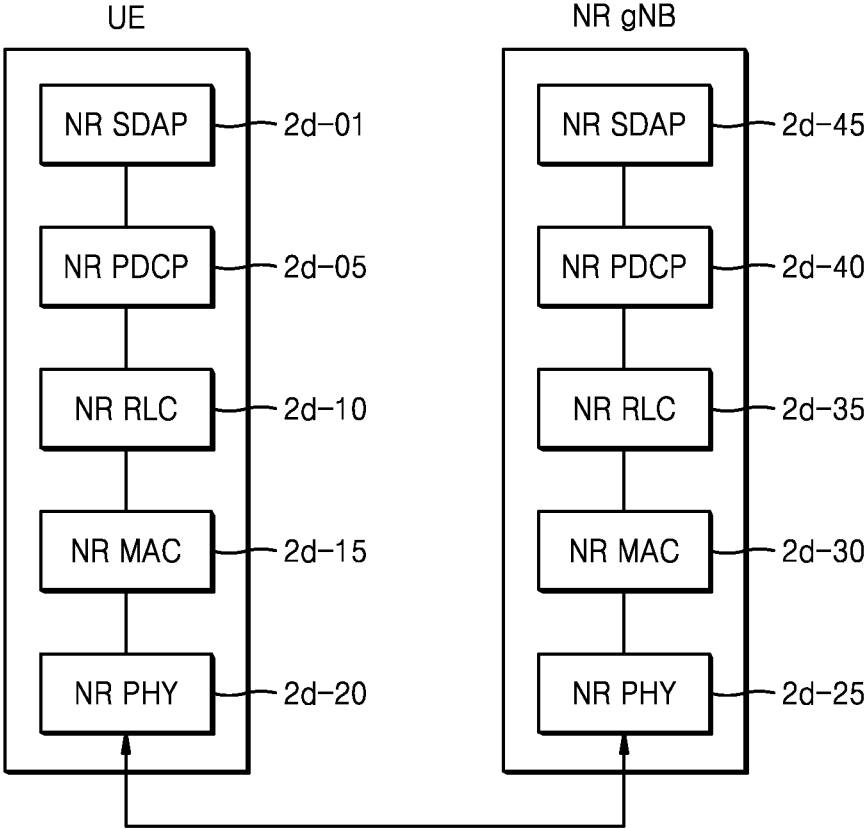 UE
NR gNB
NR SDAP
2d-01
NR SDAP
2d-45
NR PDCP
2d-05
NR PDCP
2d-40
NR RLC
2d-10
NR RLC
2d-35
NR MAC
2d-15
NR MAC
2d-30
NR PHY
2d-20
NR PHY
2d-25